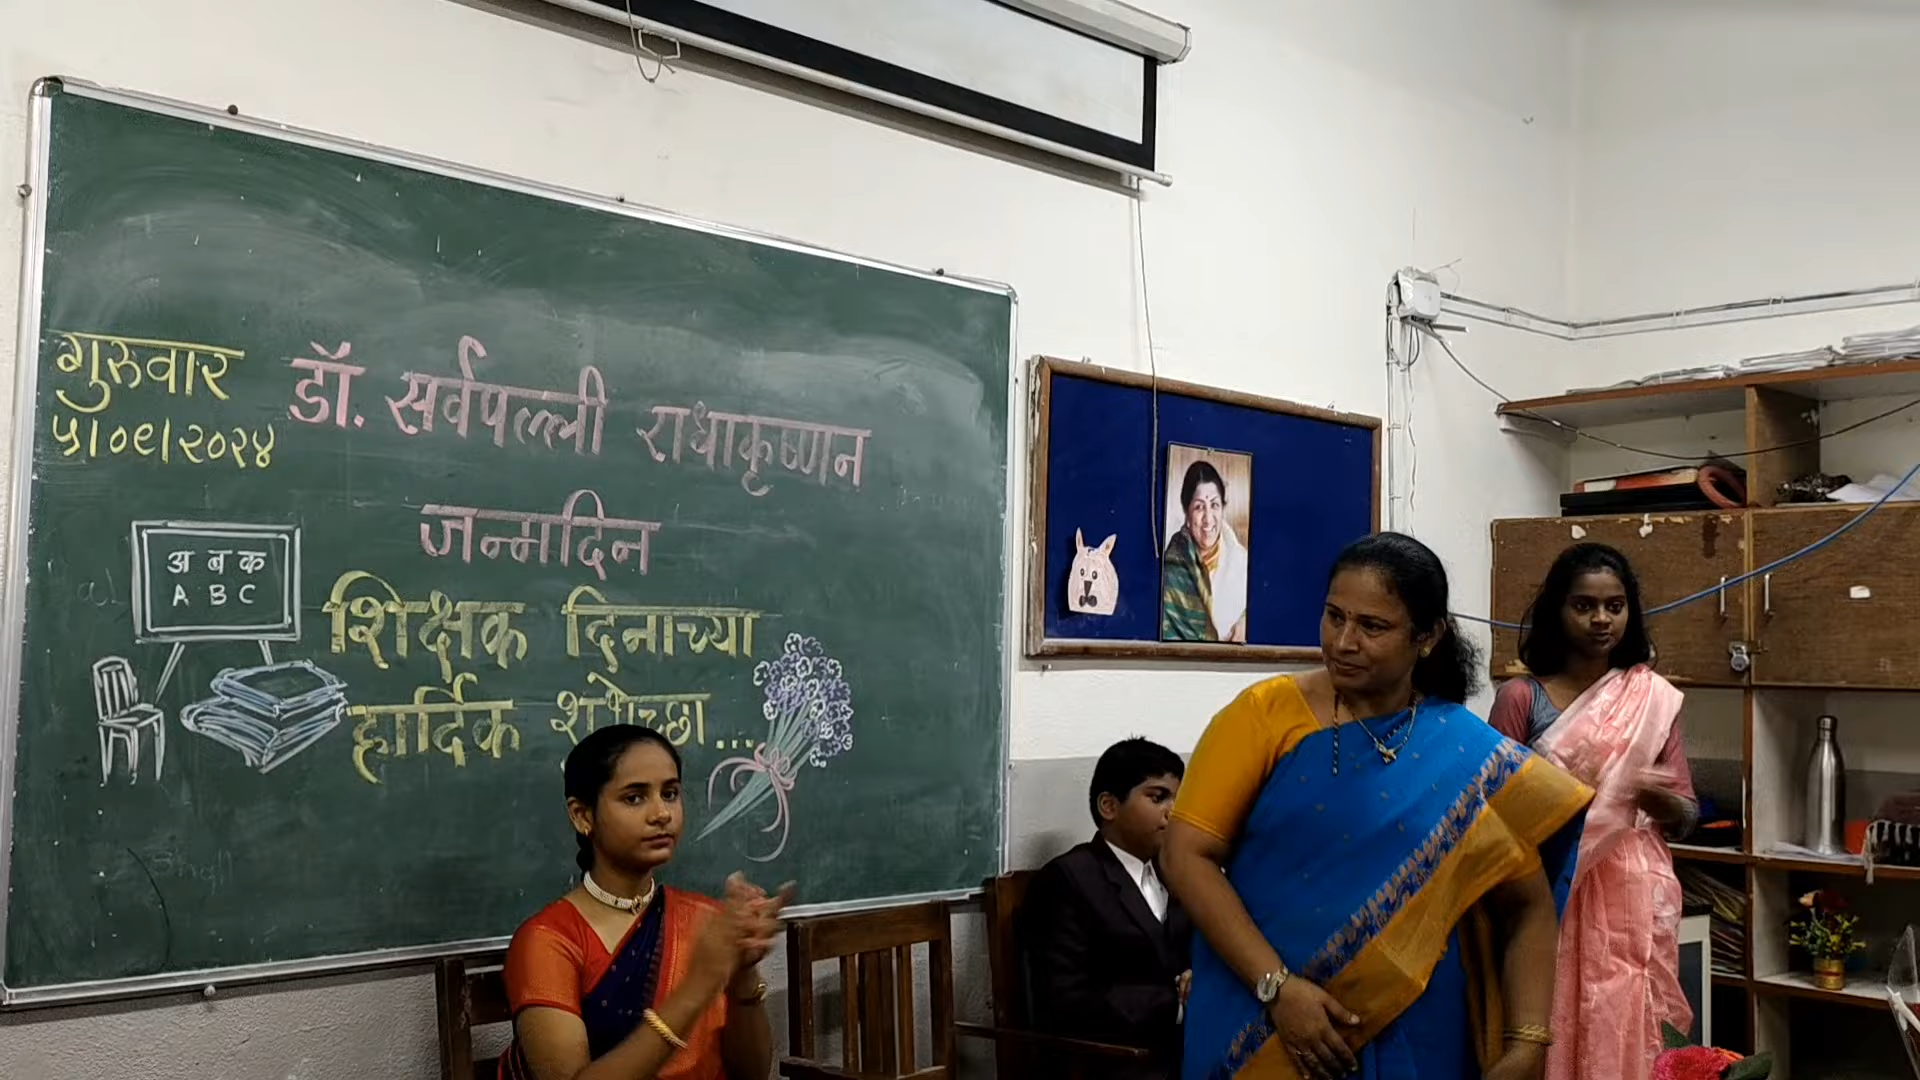 गुरुवार
५।०९।२०२४
डॉ. सर्वपल्ली राधाकृष्णन
जन्मदिन
अ ब क
A B C
शिक्षक दिनाच्या
हार्दिक शुभेच्छा...